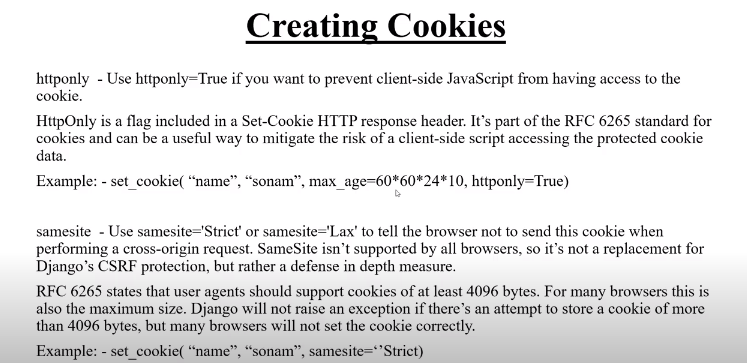 Creating Cookies
httponly - Use httponly=True if you want to prevent client-side JavaScript from having access to the
cookie.
HttpOnly is a flag included in a Set-Cookie HTTP response header. It’s part of the RFC 6265 standard for
cookies and can be a useful way to mitigate the risk of a client-side script accessing the protected cookie
data.
Example: - set_cookie( “name”, “sonam”, max_age=60*60*24*10, httponly=True)
samesite - Use samesite='Strict' or samesite='Lax' to tell the browser not to send this cookie when
performing a cross-origin request. SameSite isn’t supported by all browsers, so it’s not a replacement for
Django’s CSRF protection, but rather a defense in depth measure.
RFC 6265 states that user agents should support cookies of at least 4096 bytes. For many browsers this is
also the maximum size. Django will not raise an exception if there’s an attempt to store a cookie of more
than 4096 bytes, but many browsers will not set the cookie correctly.
Example: - set_cookie( “name”, “sonam”, samesite=‘’Strict)